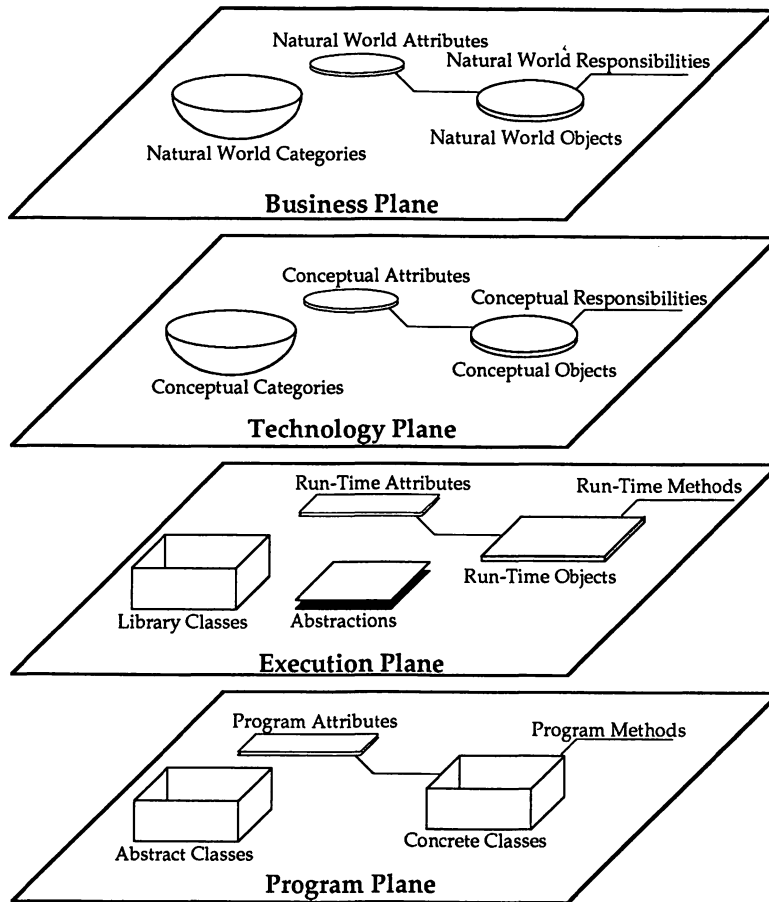 Natural World Attributes
Natural World Responsibilities
Natural World Categories
Natural World Objects
Business Plane
Conceptual Attributes
Conceptual Responsibilities
Conceptual Categories
Conceptual Objects
Technology Plane
Run-Time Attributes
Run-Time Methods
Run-Time Objects
Library Classes
Abstractions
Execution Plane
Program Attributes
Program Methods
Abstract Classes
Concrete Classes
Program Plane